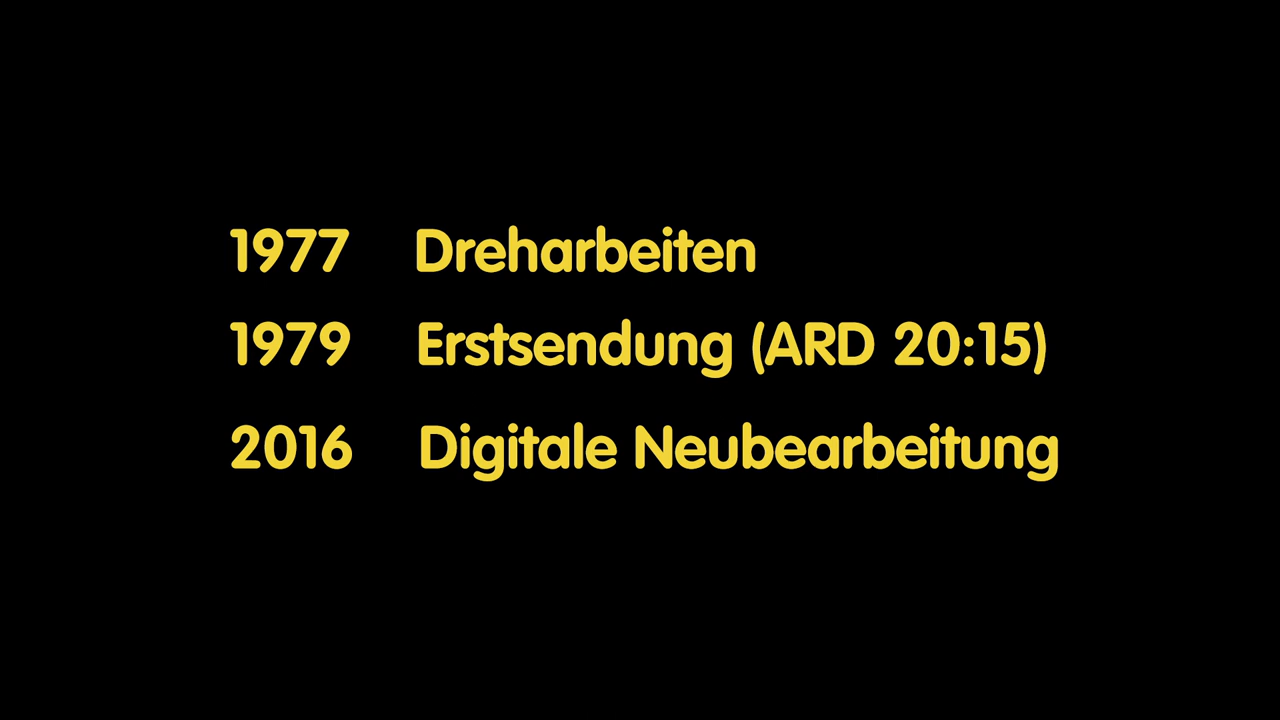 1977 Dreharbeiten
1979 Erstsendung (ARD 20:15)
2016 Digitale Neubearbeitung